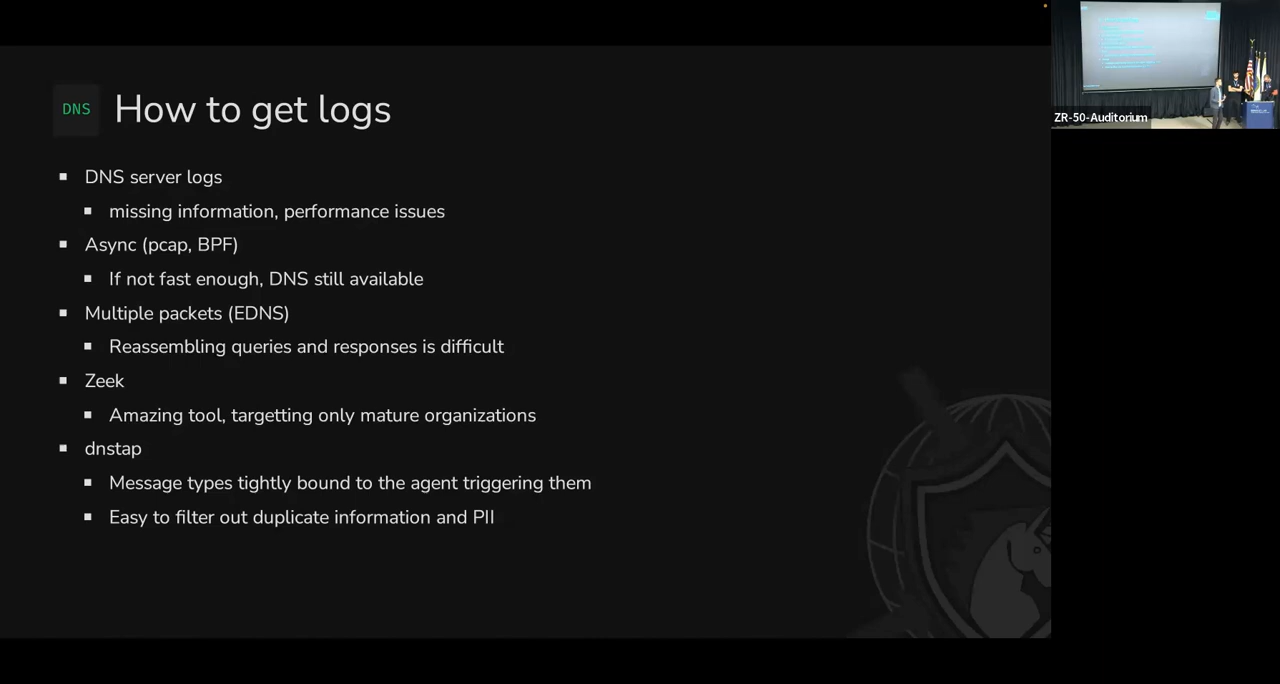 DNS
How to get logs
DNS server logs
missing information, performance issues
Async (pcap, BPF)
If not fast enough, DNS still available
Multiple packets (EDNS)
Reassembling queries and responses is difficult
Zeek
Amazing tool, targetting only mature organizations
dnstap
Message types tightly bound to the agent triggering them
Easy to filter out duplicate information and PII
ZR-50-Auditorium